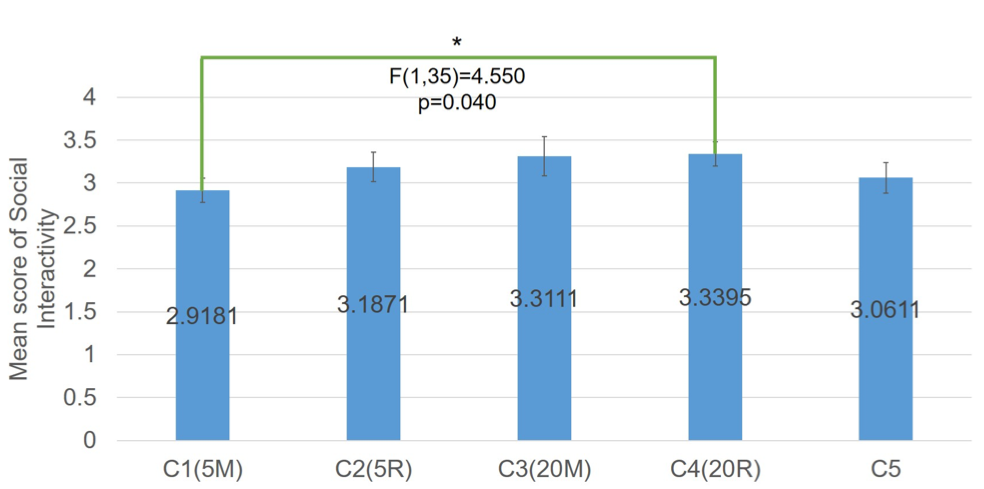 *
F(1,35)=4.550
p=0.040
Mean score of Social
Interactivity
4
3.5
3
2.5
2
1.5
1
0.5
0
2.9181
3.1871
3.3111
3.3395
3.0611
C1(5M)
C2(5R)
C3(20M)
C4(20R)
C5